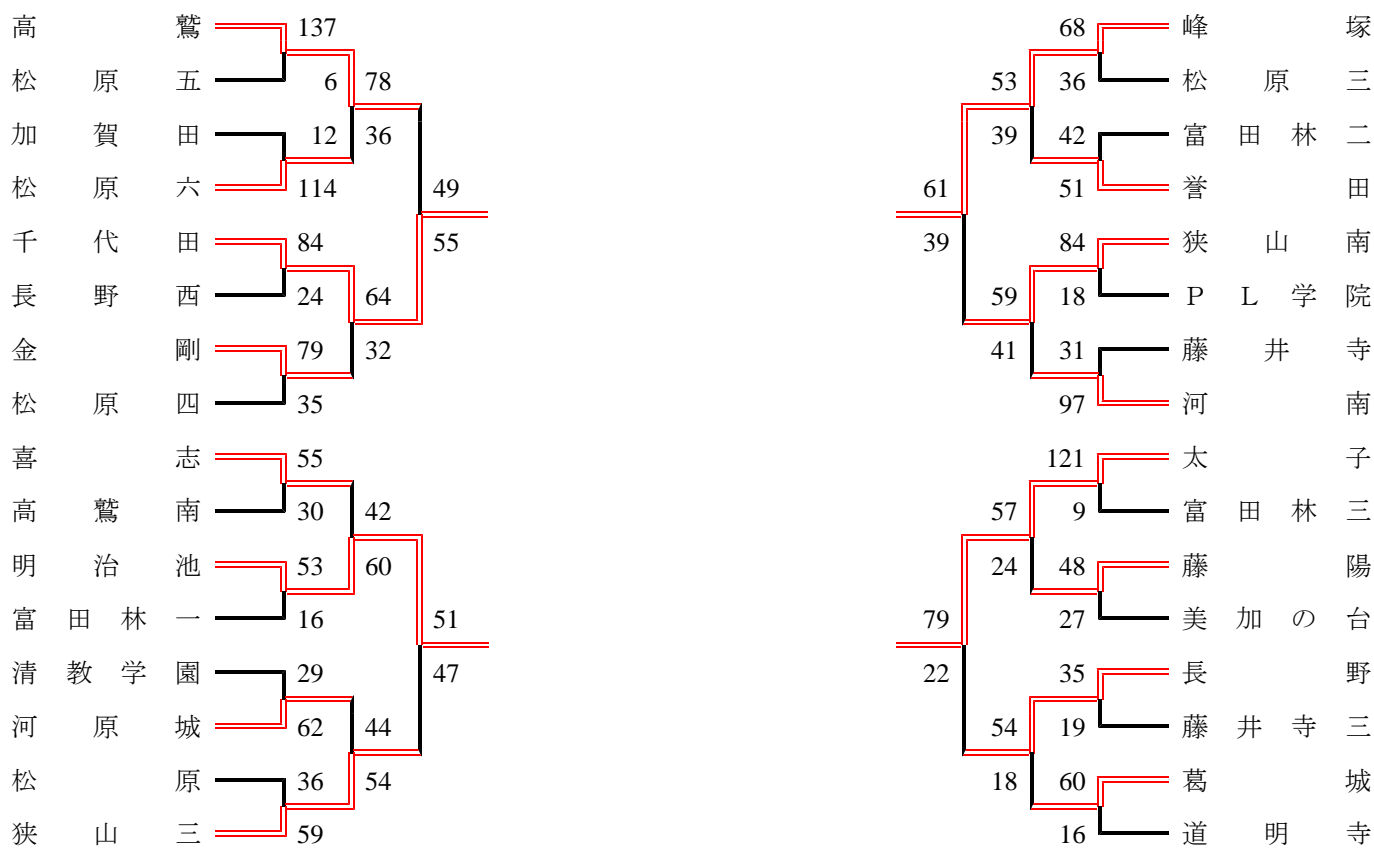 高鷲 137 68 峰塚
松原五 6 78 53 36 松原三
加賀田 12 36 39 42 富田林二
松原六 114 49 61 51 誉田
千代田 84 55 39 84 狭山南
長野西 24 64 59 18 ＰＬ学院
金剛 79 32 41 31 藤井寺
松原四 35 97 河南
喜志 55 121 太子
高鷲南 30 42 57 9 富田林三
明治池 53 60 24 48 藤陽
富田林一 16 51 79 27 美加の台
清教学園 29 47 22 35 長野
河原城 62 44 54 19 藤井寺三
松原 36 54 18 60 葛城
狭山三 59 16 道明寺